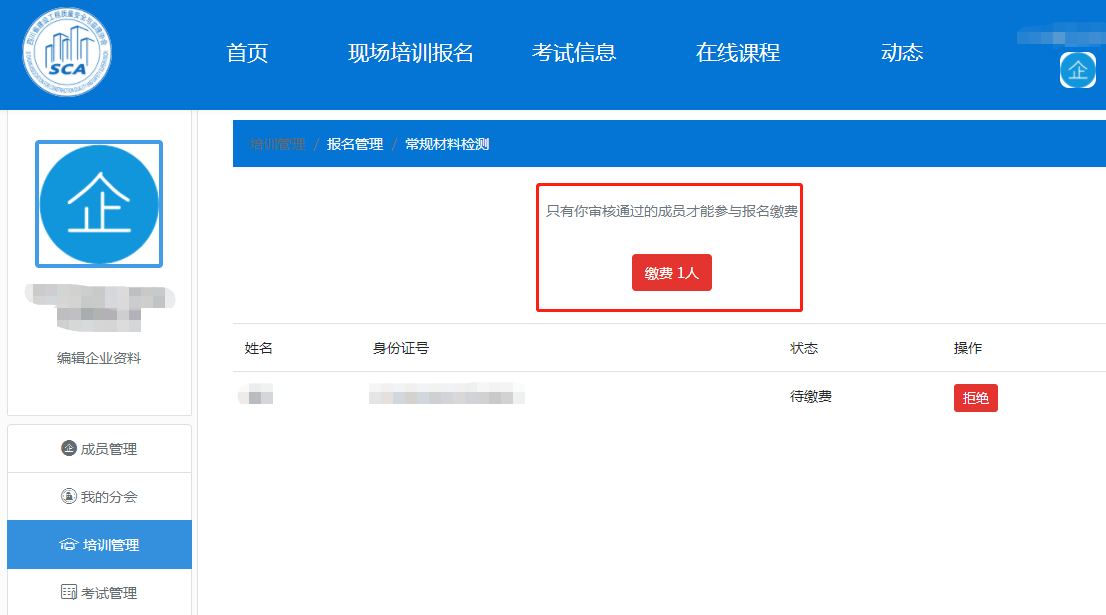 SCA
首页
现场培训报名
考试信息
在线课程
动态
企
企
编辑企业资料
企 成员管理
我的分会
培训管理
考试管理
培训管理 / 报名管理 / 常规材料检测
只有你审核通过的成员才能参与报名缴费
缴费 1人
姓名 身份证号 状态 操作
待缴费 拒绝